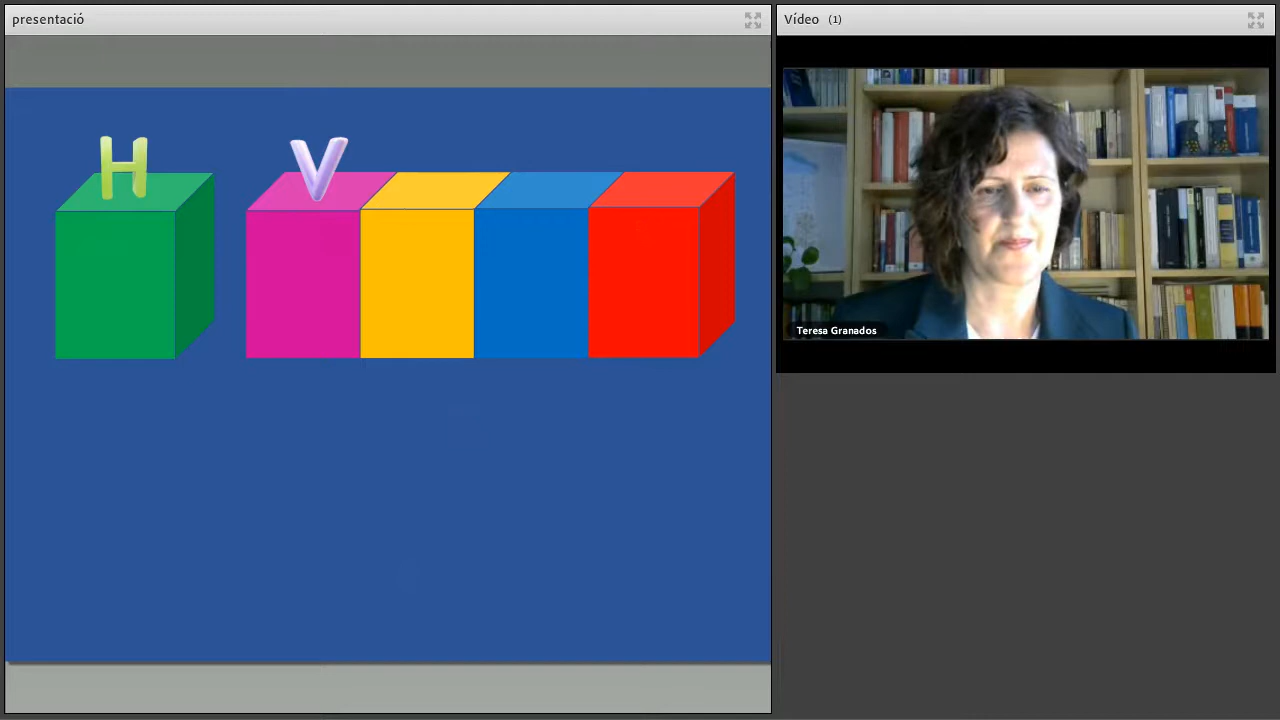 presentació
Vídeo (1)
H V
Teresa Granados